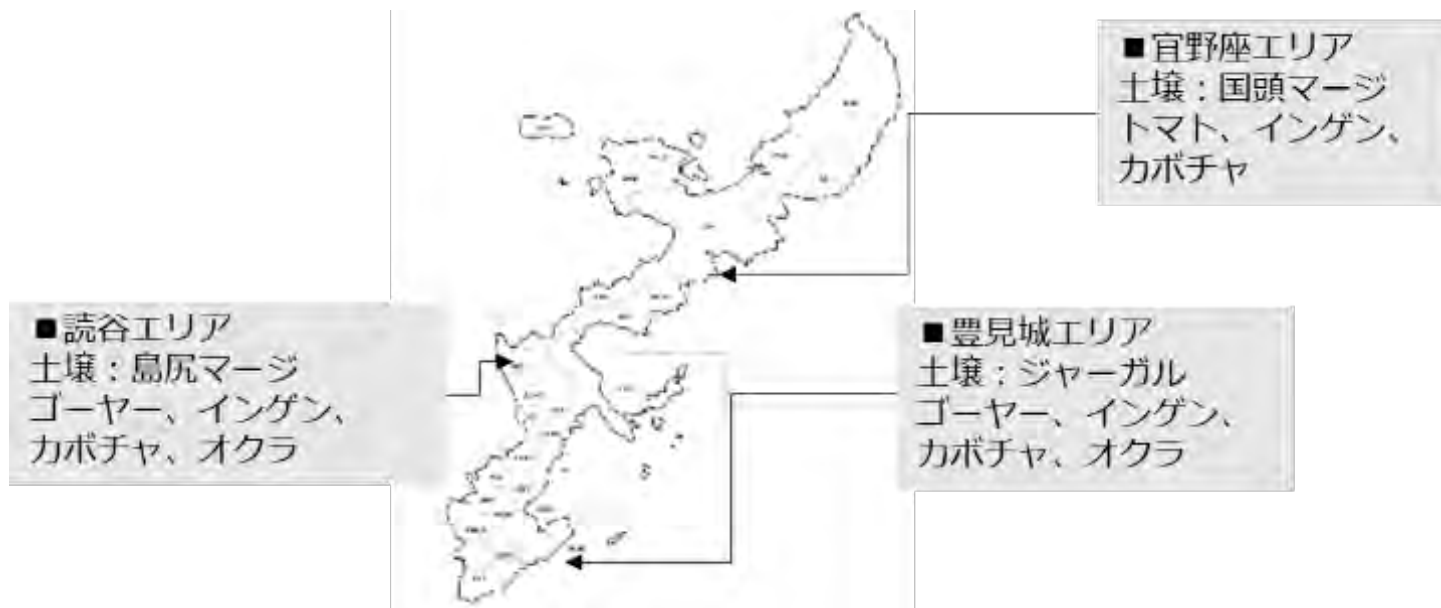 ■宜野座エリア
土壌：国頭マージ
トマト、インゲン、
カボチャ
■読谷エリア
土壌：島尻マージ
ゴーヤー、インゲン、
カボチャ、オクラ
■豊見城エリア
土壌：ジャーガル
ゴーヤー、インゲン、
カボチャ、オクラ